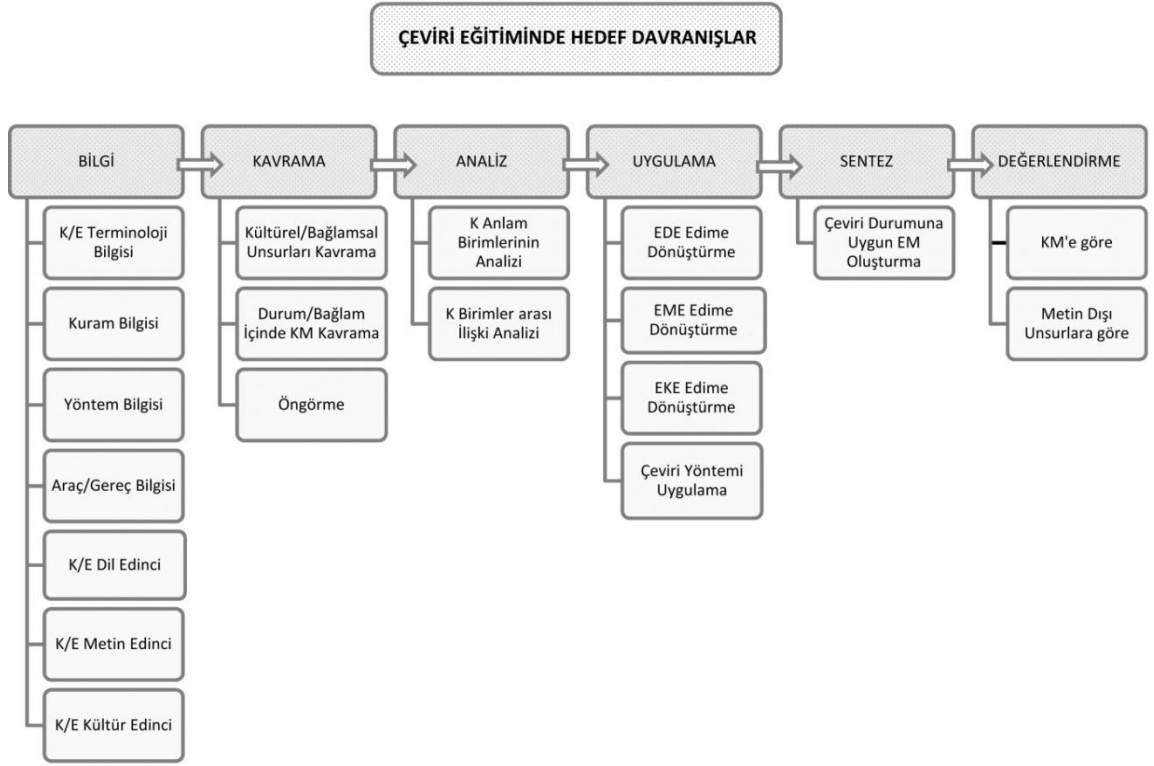 ÇEVİRİ EĞİTİMİNDE HEDEF DAVRANIŞLAR
BİLGİ
K/E Terminoloji
Bilgisi
Kuram Bilgisi
Yöntem Bilgisi
Araç/Gereç Bilgisi
K/E Dil Edinci
K/E Metin Edinci
K/E Kültür Edinci
KAVRAMA
Kültürel/Bağlamsal
Unsurları Kavrama
Durum/Bağlam
İçinde KM Kavrama
Öngörme
ANALİZ
K Anlam
Birimlerinin
Analizi
K Birimler arası
İlişki Analizi
UYGULAMA
EDE Edime
Dönüştürme
EME Edime
Dönüştürme
EKE Edime
Dönüştürme
Çeviri Yöntemi
Uygulama
SENTEZ
Çeviri Durumuna
Uygun EM
Oluşturma
DEĞERLENDİRME
KM'e göre
Metin Dışı
Unsurlara göre